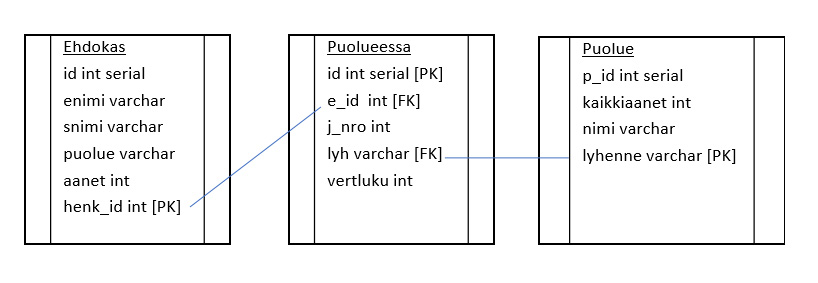 Ehdokas
id int serial
enimi varchar
snimi varchar
puolue varchar
aanet int
henk_id int [PK]
Puolueessa
id int serial [PK]
e_id  int [FK]
j_nro int
lyh varchar [FK]
vertluku int
Puolue
p_id int serial
kaikkiaanet int
nimi varchar
lyhenne varchar [PK]